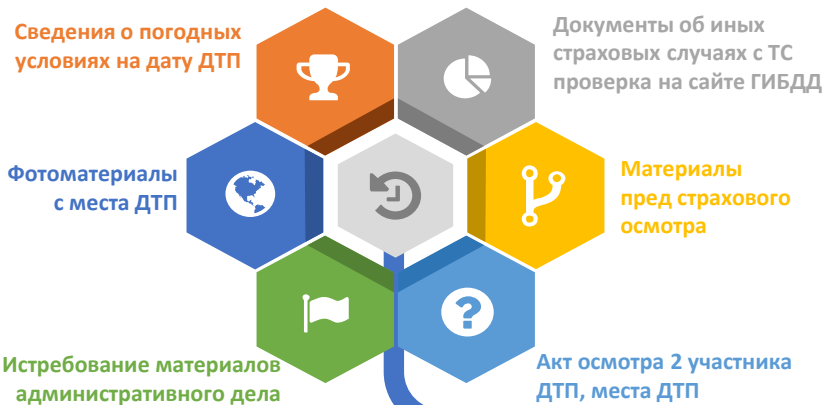 Сведения о погодных
условиях на дату ДТП
Документы об иных
страховых случаях с ТС
проверка на сайте ГИБДД
Фотоматериалы
с места ДТП
Материалы
пред страхового
осмотра
Истребование материалов
административного дела
Акт осмотра 2 участника
ДТП, места ДТП